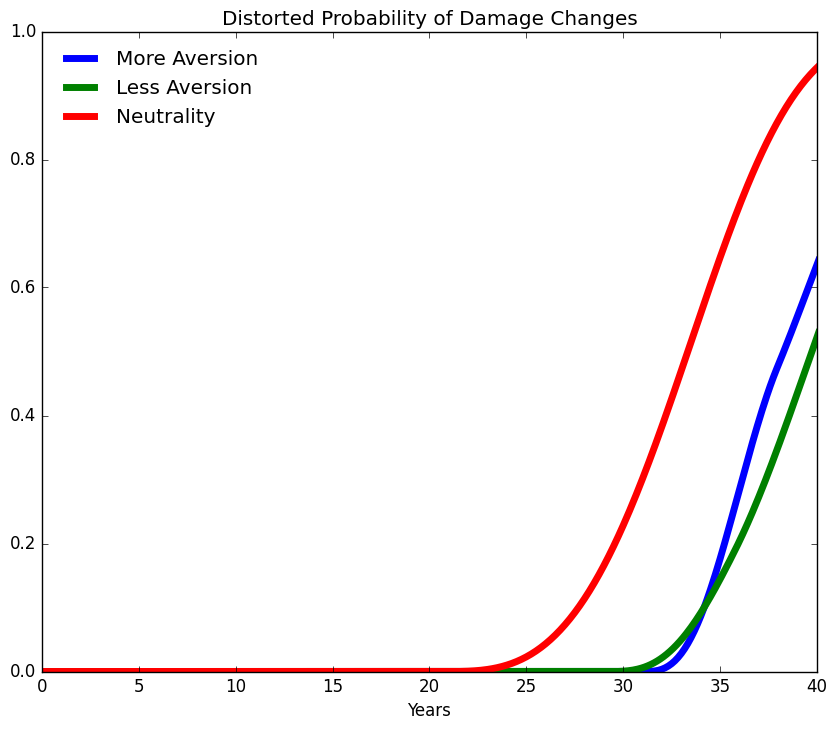 Distorted Probability of Damage Changes
1.0
More Aversion
Less Aversion
Neutrality
0.8
0.6
0.4
0.2
0.0
0 5 10 15 20 25 30 35 40
Years